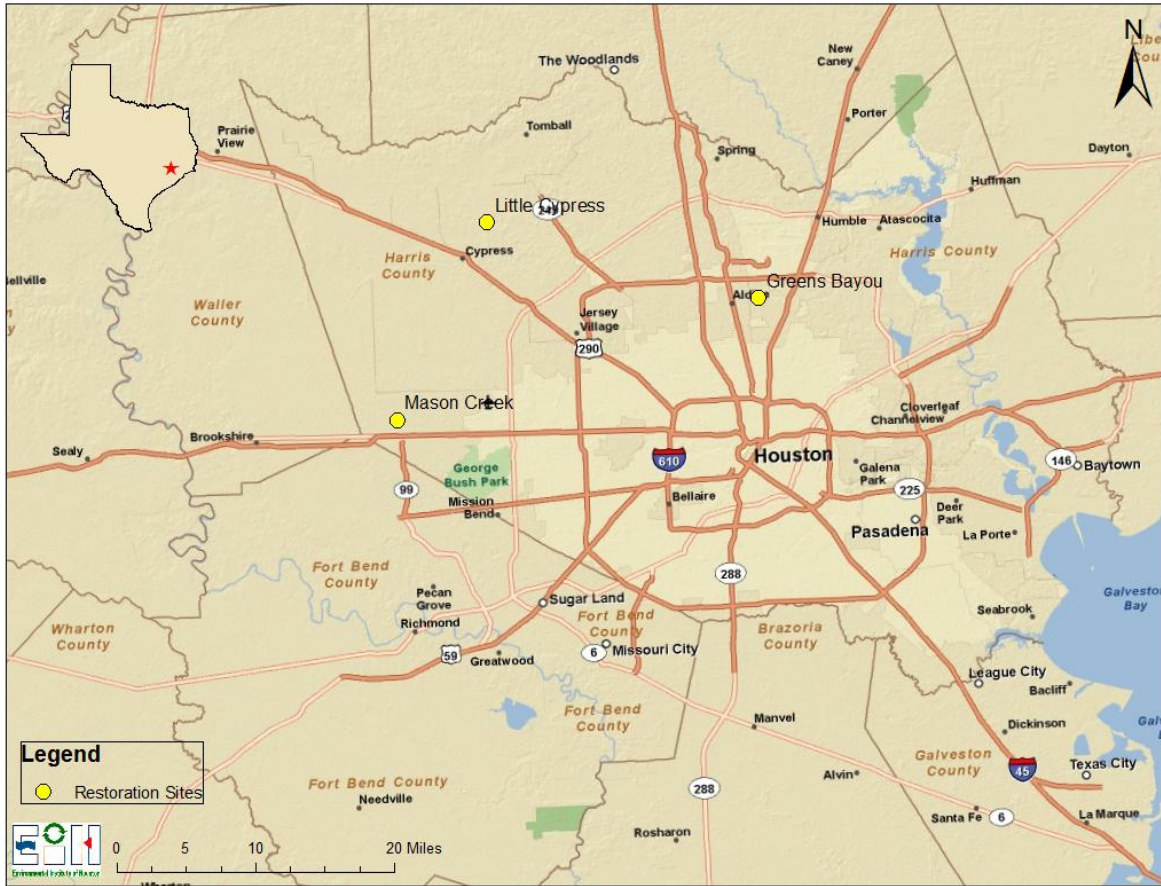 N
The Woodlands
New
Caney
Porter
Tomball
Spring
Prairie
View
Dayton
Huffman
Humble
Atascocita
Little Cypress
249
Cypress
Harris
County
Harris County
Greens Bayou
Waller
County
Jersey
Village
290
Mason Creek
Cloverleaf
Channelview
Brookshire
Sealy
George
Bush Park
610
Houston
Galena
Park
146
Baytown
99
Mission
Bend
Bellaire
225
Deer
Park
Pasadena
La Porte
Fort Bend
County
288
Pecan
Grove
Sugar Land
Seabrook
Galveston
Bay
Wharton
County
Richmond
Fort Bend
County
Brazoria
County
59
Greatwood
6
Missouri City
League City
Bacliff
Fort Bend
County
Manvel
Dickinson
Legend
Restoration Sites
Fort Bend County
Needville
Alvin
Galveston
County
45
Texas City
288
Santa Fe
6
La Marque
Rosharon
0 5 10 20 Miles
Environmental Institute of Houston